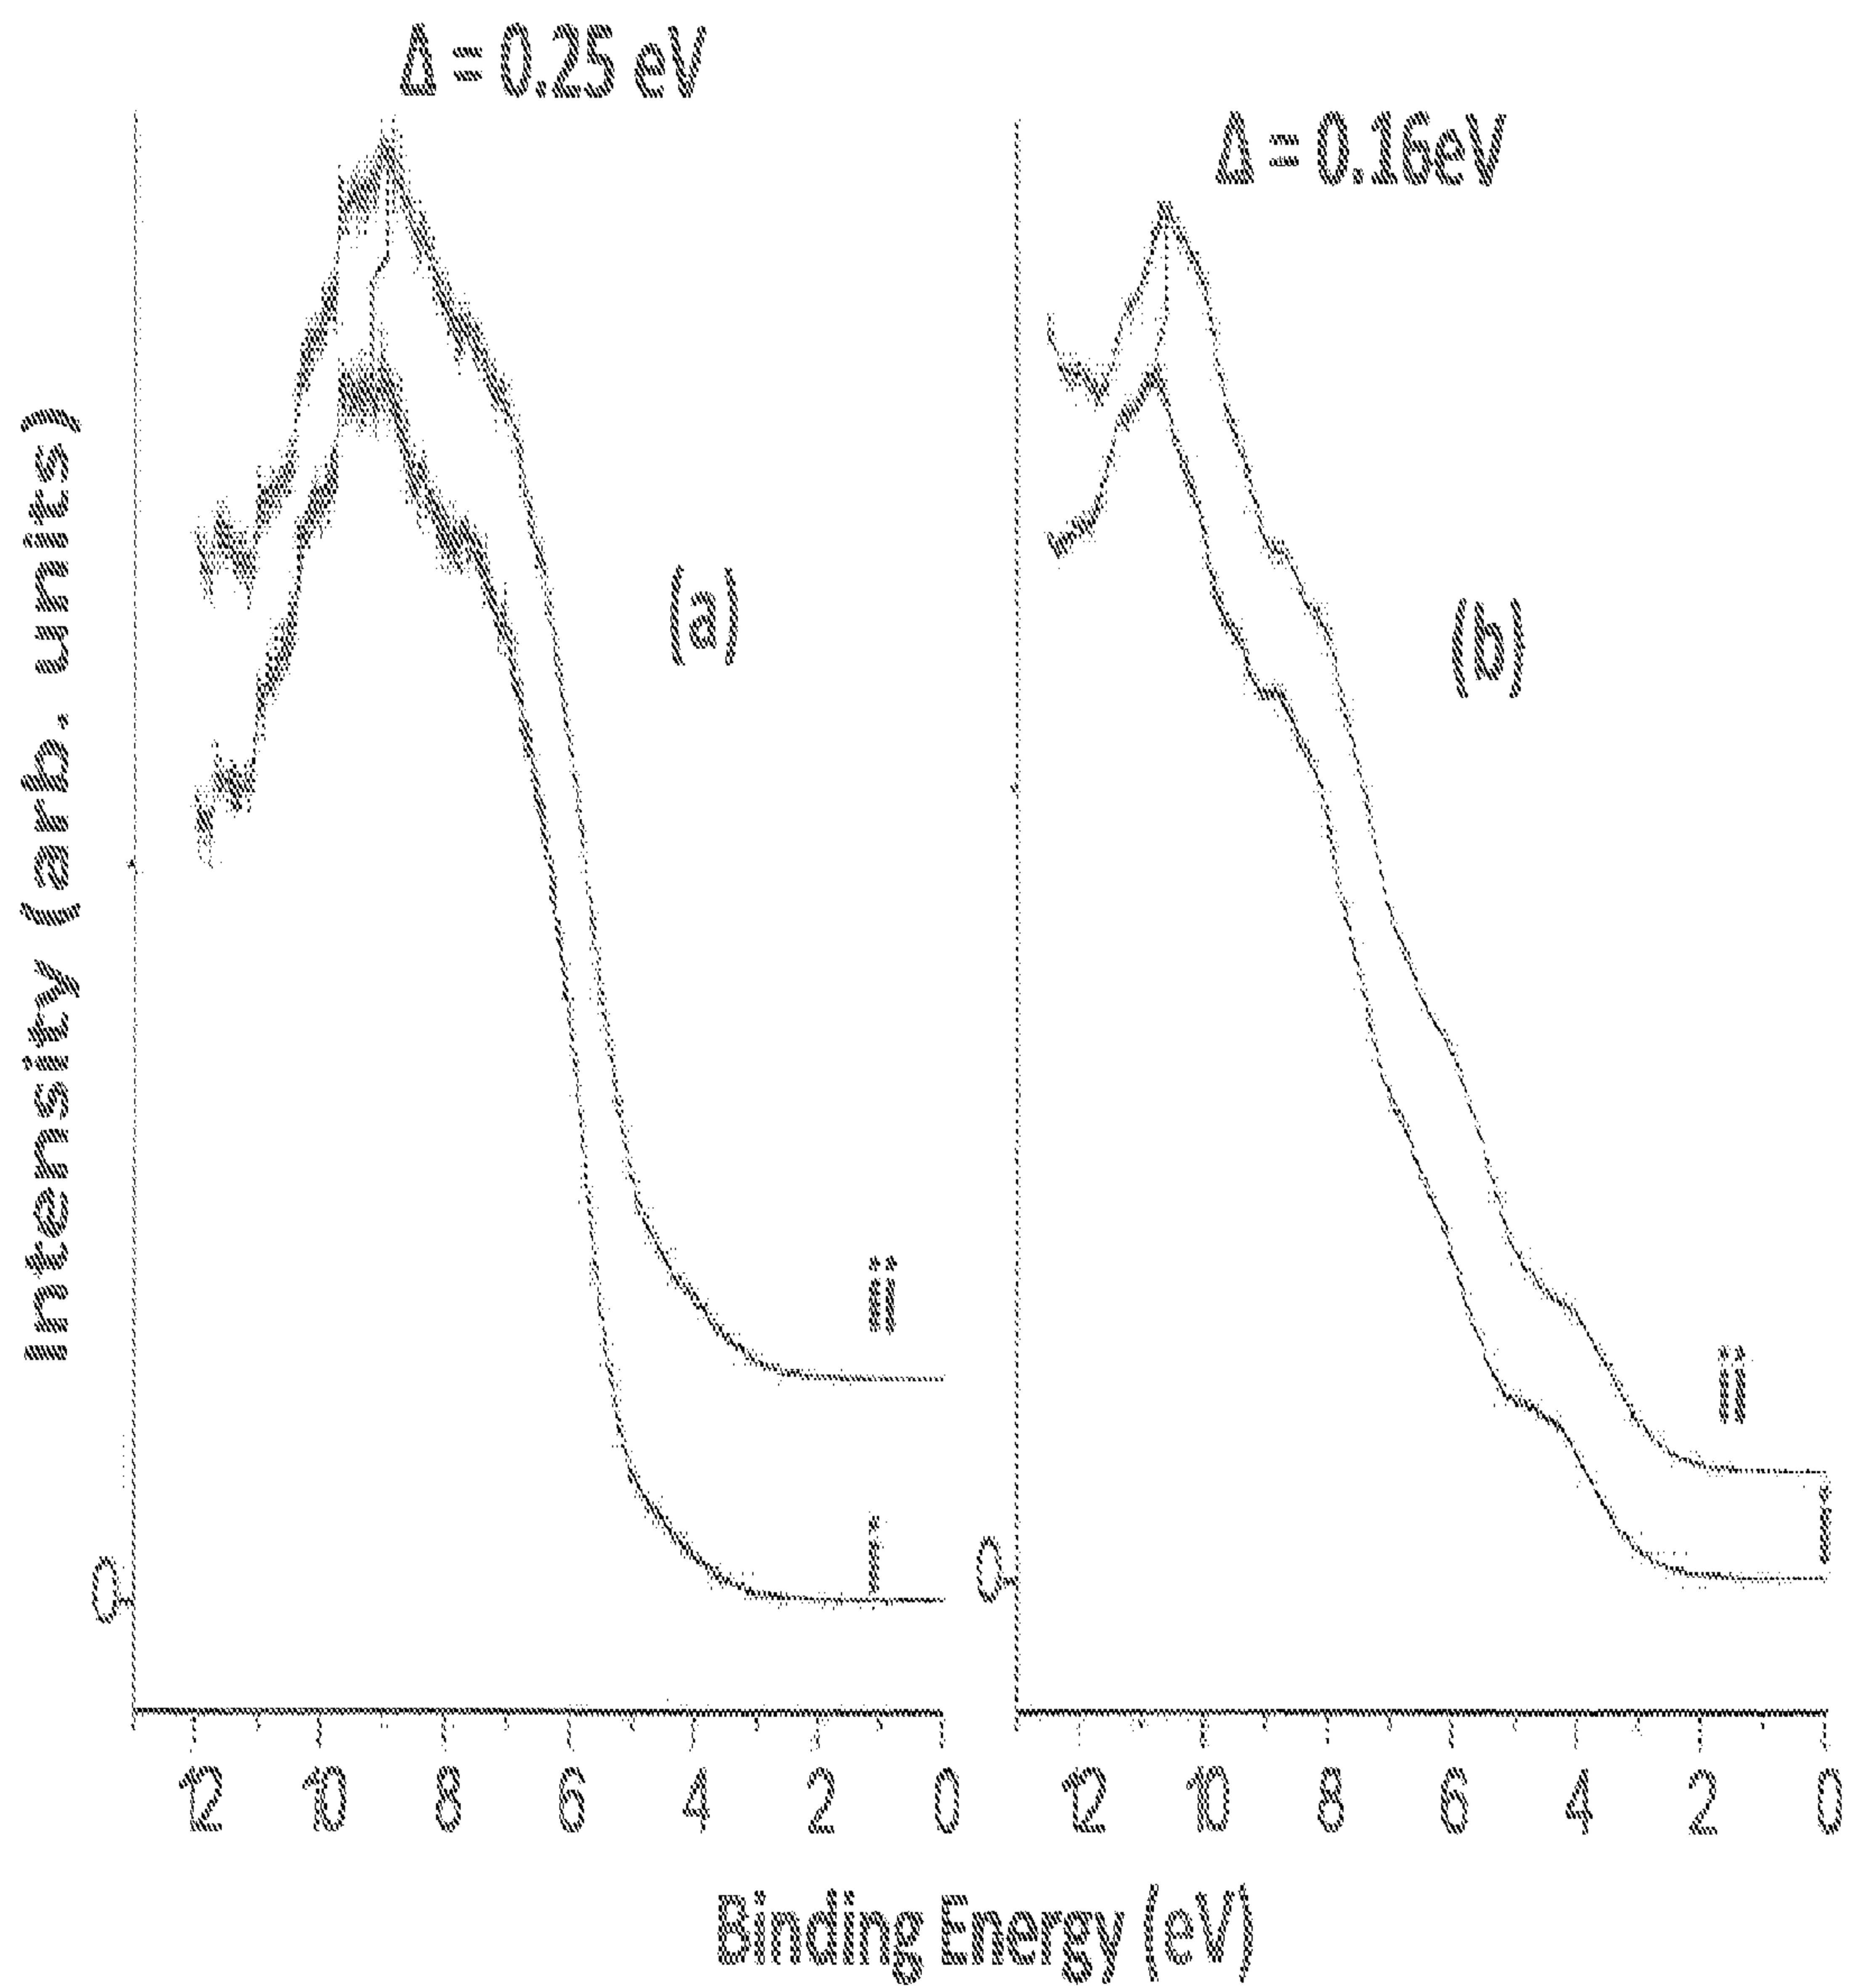 Δ = 0.25 eV
Δ = 0.16eV
Intensity (arb. units)
(a)
(b)
ii
i
0
ii
i
0
12 10 8 6 4 2 0
12 10 8 6 4 2 0
Binding Energy (eV)